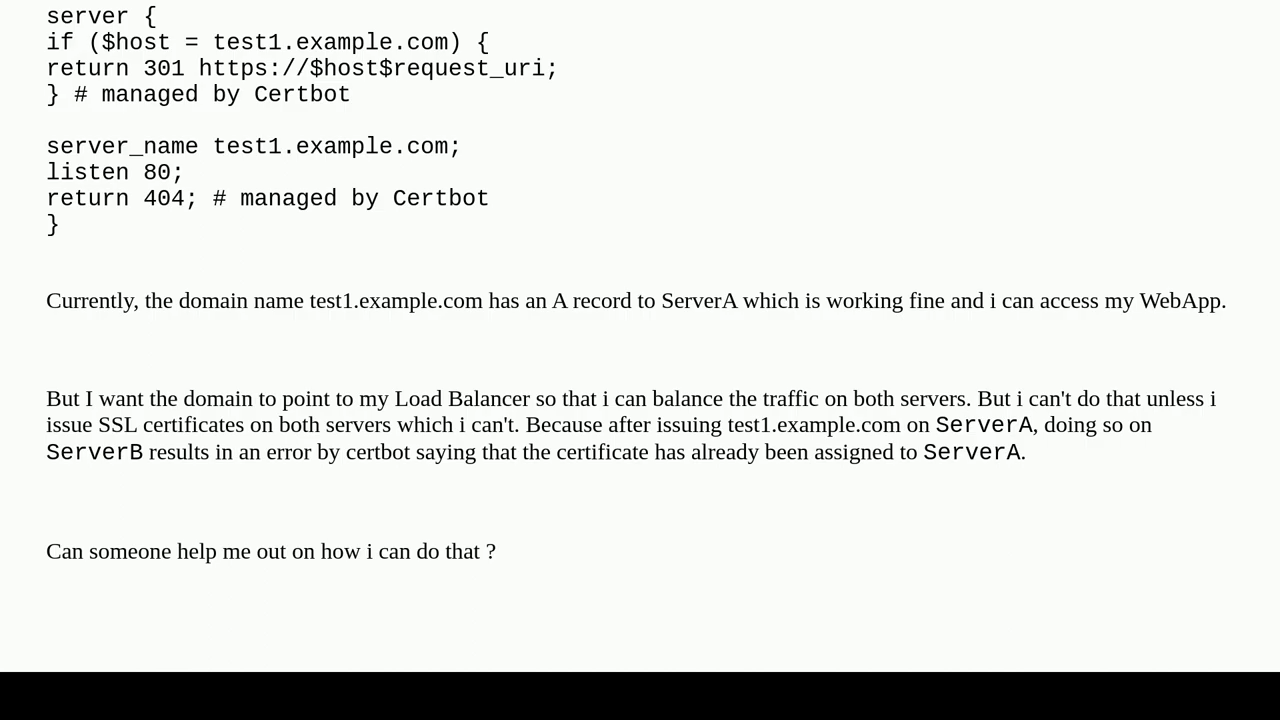 server {
if ($host = test1.example.com) {
return 301 https://$host$request_uri;
} # managed by Certbot
server_name test1.example.com;
listen 80;
return 404; # managed by Certbot
}
Currently, the domain name test1.example.com has an A record to ServerA which is working fine and i can access my WebApp.
But I want the domain to point to my Load Balancer so that i can balance the traffic on both servers. But i can't do that unless i
issue SSL certificates on both servers which i can't. Because after issuing test1.example.com on ServerA, doing so on
ServerB results in an error by certbot saying that the certificate has already been assigned to ServerA.
Can someone help me out on how i can do that ?